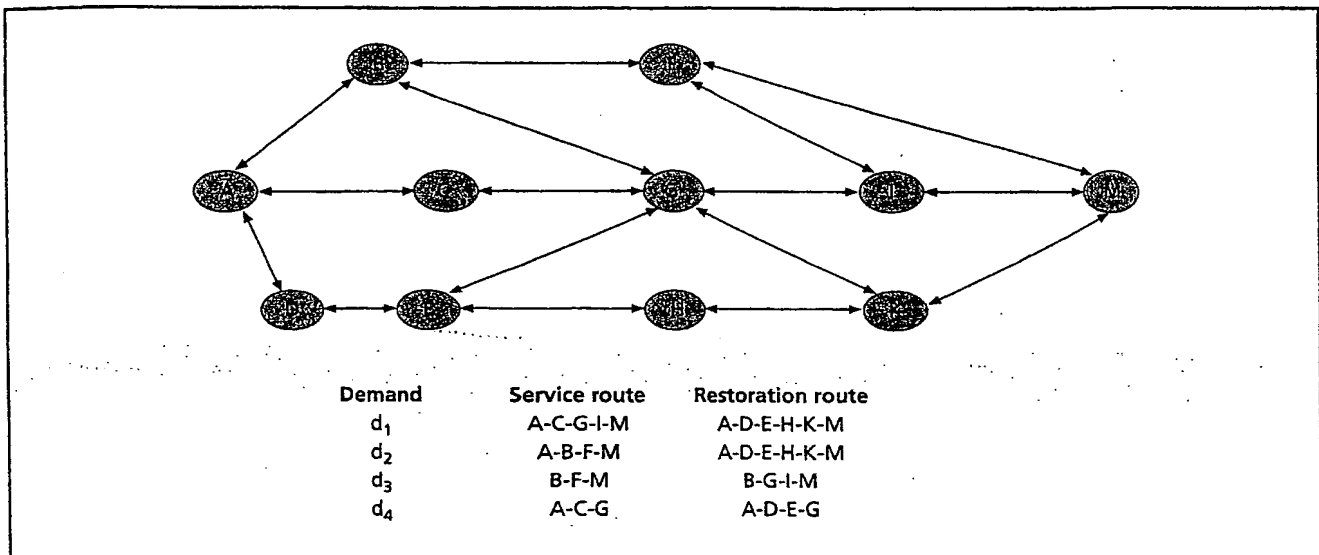 A
M
Demand Service route Restoration route
d₁ A-C-G-I-M A-D-E-H-K-M
d₂ A-B-F-M A-D-E-H-K-M
d₃ B-F-M B-G-I-M
d₄ A-C-G A-D-E-G